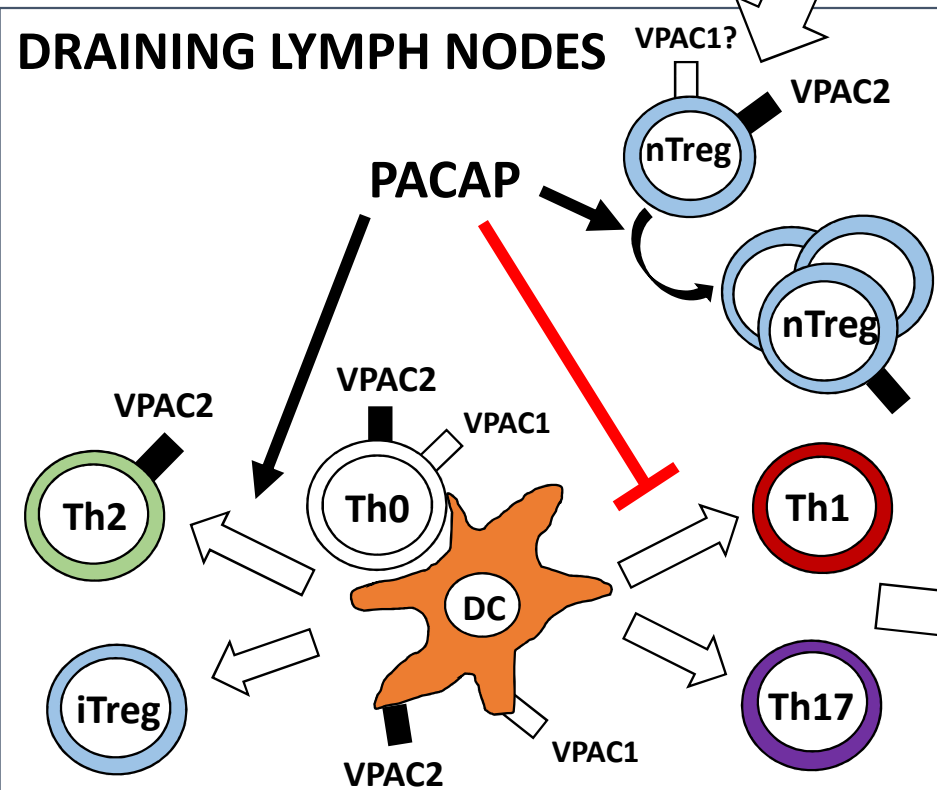 DRAINING LYMPH NODES
VPAC1?
VPAC2
nTreg
PACAP
nTreg
VPAC2
VPAC1
VPAC2
Th2
Th0
Th1
DC
iTreg
Th17
VPAC2
VPAC1